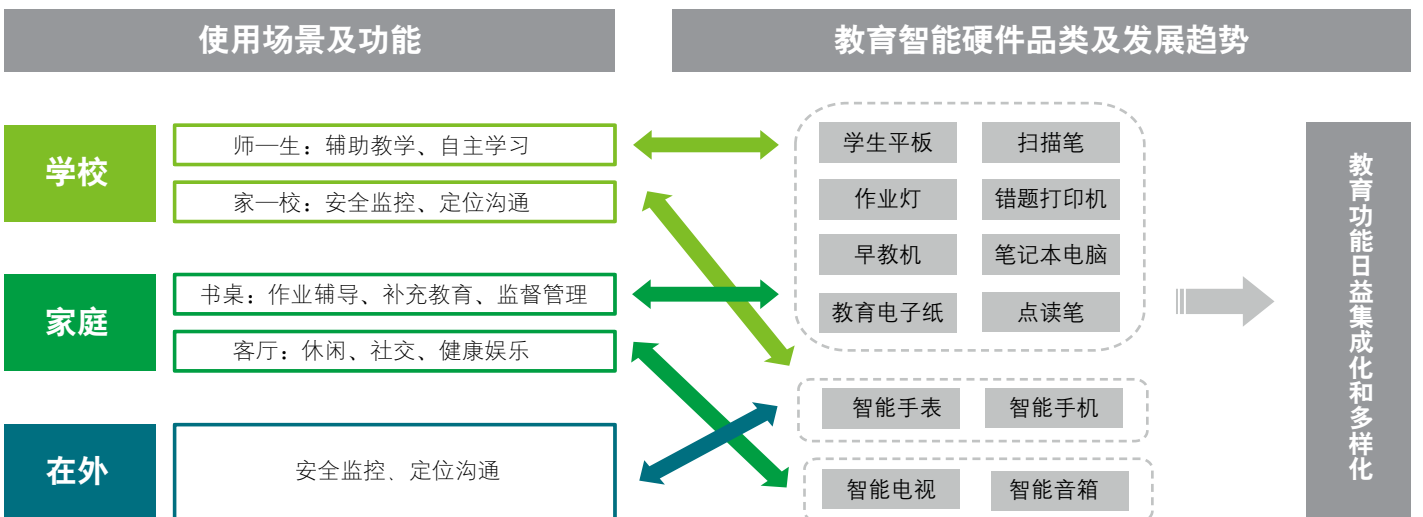 使用场景及功能
教育智能硬件品类及发展趋势
学校
师—生：辅助教学、自主学习
家—校：安全监控、定位沟通
家庭
书桌：作业辅导、补充教育、监督管理
客厅：休闲、社交、健康娱乐
在外
安全监控、定位沟通
学生平板
扫描笔
作业灯
错题打印机
早教机
笔记本电脑
教育电子纸
点读笔
智能手表
智能手机
智能电视
智能音箱
教育功能日益集成化和多样化